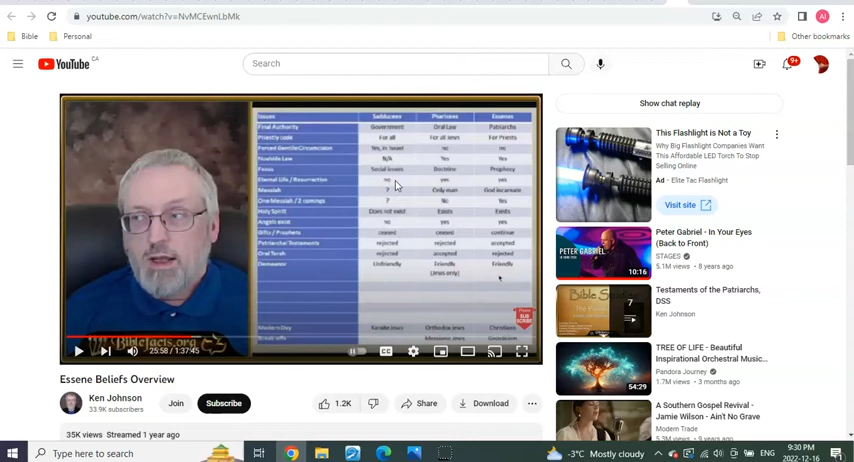 youtube.com/watch?v=NvMCEwnLbMk
AI
Bible
Personal
Other bookmarks
YouTube CA
Search
9+
Issues Sadducees Pharisees Essenes
Final Authority Government Oral Law Patriarchs
Priestly code For all For all Jews For Priests
Forced Gentile Circumcision Yes, in Israel no no
Noahide Law N/A Yes Yes
Focus Social issues Doctrine Prophecy
Eternal Life / Resurrection no yes yes
Messiah ? Only man God incarnate
One Messiah / 2 comings ? No Yes
Holy Spirit Does not exist Exists Exists
Angels exist no yes yes
Gifts / Prophets ceased ceased continue
Patriarchal Testaments rejected rejected accepted
Oral Torah rejected accepted rejected
Demeanor Unfriendly Friendly Friendly
(Jews only)
Modern Day Karaite Jews Orthodox Jews Christians
Please
SUB
SCRIBE
Biblefacts.org
25:58 / 1:37:45
CC
Essene Beliefs Overview
Ken Johnson
33.9K subscribers
Join
Subscribe
1.2K
Share
Download
35K views Streamed 1 year ago
Show chat replay
This Flashlight is Not a Toy
Why Big Flashlight Companies Want
This Affordable LED Torch To Stop
Selling Online
Ad · Elite Tac Flashlight
Visit site
PETER GABRIEL
10:16
Peter Gabriel - In Your Eyes
(Back to Front)
STAGES
5.1M views · 8 years ago
7
Testaments of the Patriarchs,
DSS
Ken Johnson
54:29
TREE OF LIFE - Beautiful
Inspirational Orchestral Music...
Pandora Journey
1.7M views · 3 months ago
A Southern Gospel Revival -
Jamie Wilson - Ain't No Grave
Modern Trade
Type here to search
-3°C Mostly cloudy
ENG
9:30 PM
2022-12-16
1